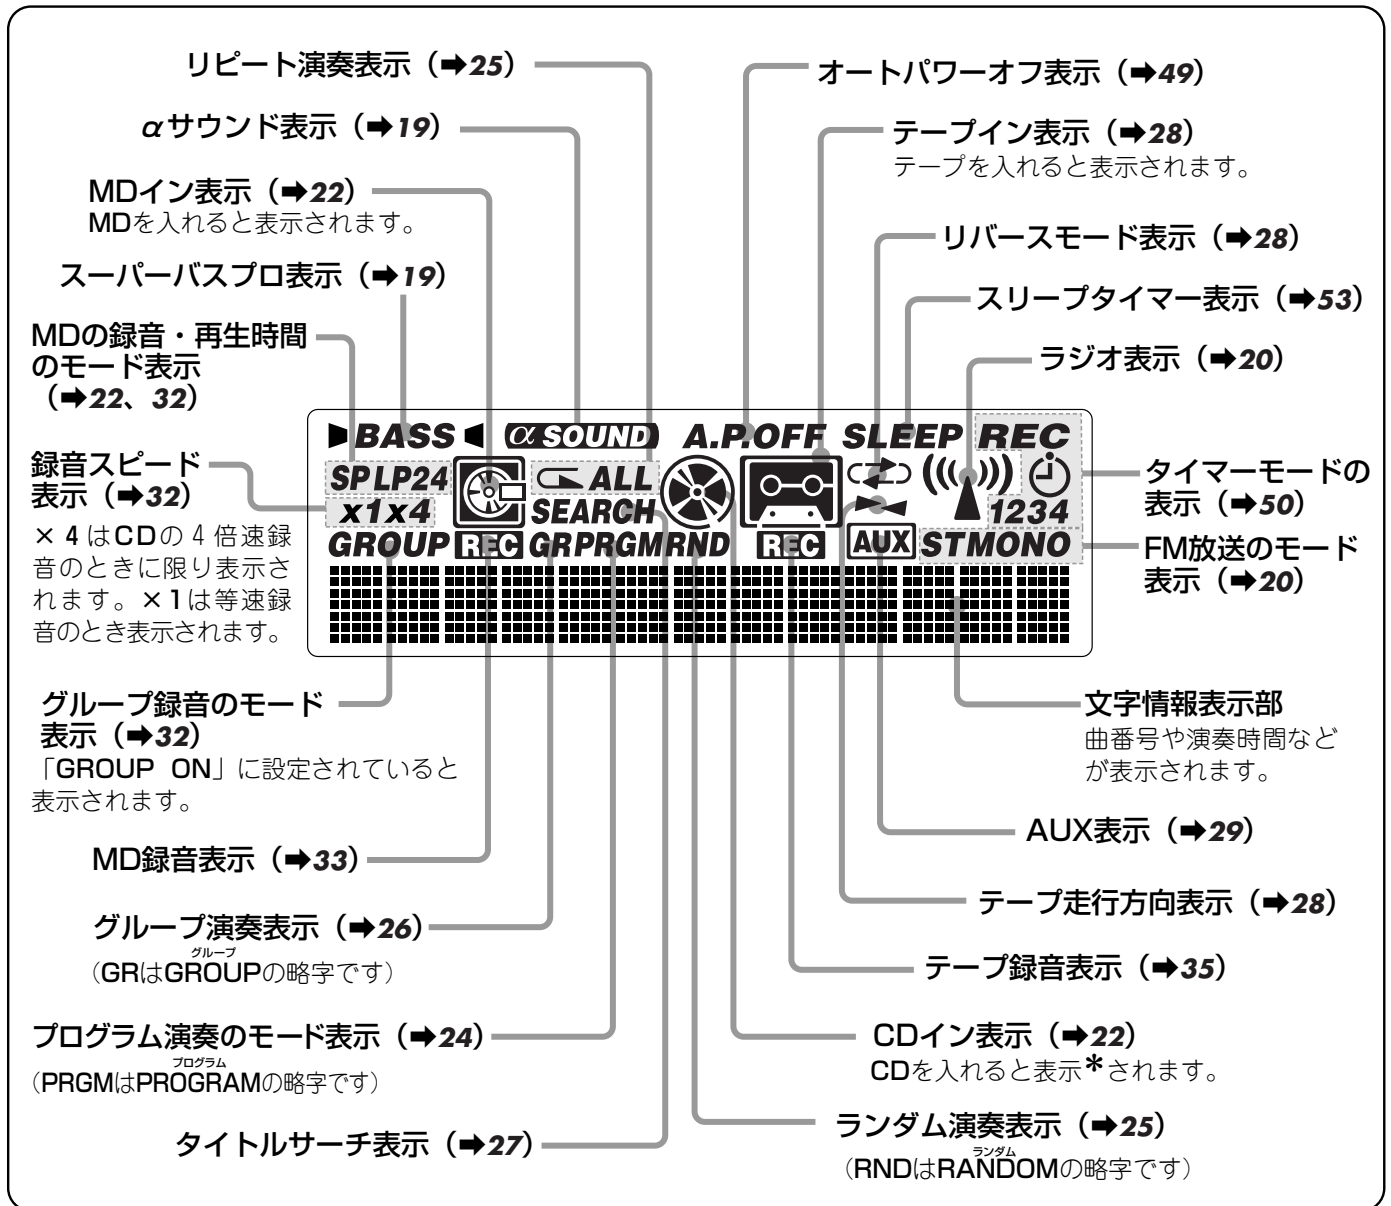 リピート演奏表示（➡25）
αサウンド表示（➡19）
MDイン表示（➡22）
MDを入れると表示されます。
スーパーバスプロ表示（➡19）
MDの録音・再生時間
のモード表示
（➡22、32）
録音スピード
表示（➡32）
×4はCDの4倍速録
音のときに限り表示さ
れます。×1は等速録
音のとき表示されます。
オートパワーオフ表示（➡49）
テープイン表示（➡28）
テープを入れると表示されます。
リバースモード表示（➡28）
スリープタイマー表示（➡53）
ラジオ表示（➡20）
タイマーモードの
表示（➡50）
FM放送のモード
表示（➡20）
BASS α SOUND A.P.OFF SLEEP REC
SP LP24 ALL
x1x4 SEARCH 1234
GROUP REC GR PRGM RND REC AUX ST MONO
グループ録音のモード
表示（➡32）
「GROUP ON」に設定されていると
表示されます。
MD録音表示（➡33）
グループ演奏表示（➡26）
グループ
（GRはGROUPの略字です）
プログラム演奏のモード表示（➡24）
プログラム
（PRGMはPROGRAMの略字です）
タイトルサーチ表示（➡27）
文字情報表示部
曲番号や演奏時間など
が表示されます。
AUX表示（➡29）
テープ走行方向表示（➡28）
テープ録音表示（➡35）
CDイン表示（➡22）
CDを入れると表示＊されます。
ランダム演奏表示（➡25）
ランダム
（RNDはRANDOMの略字です）